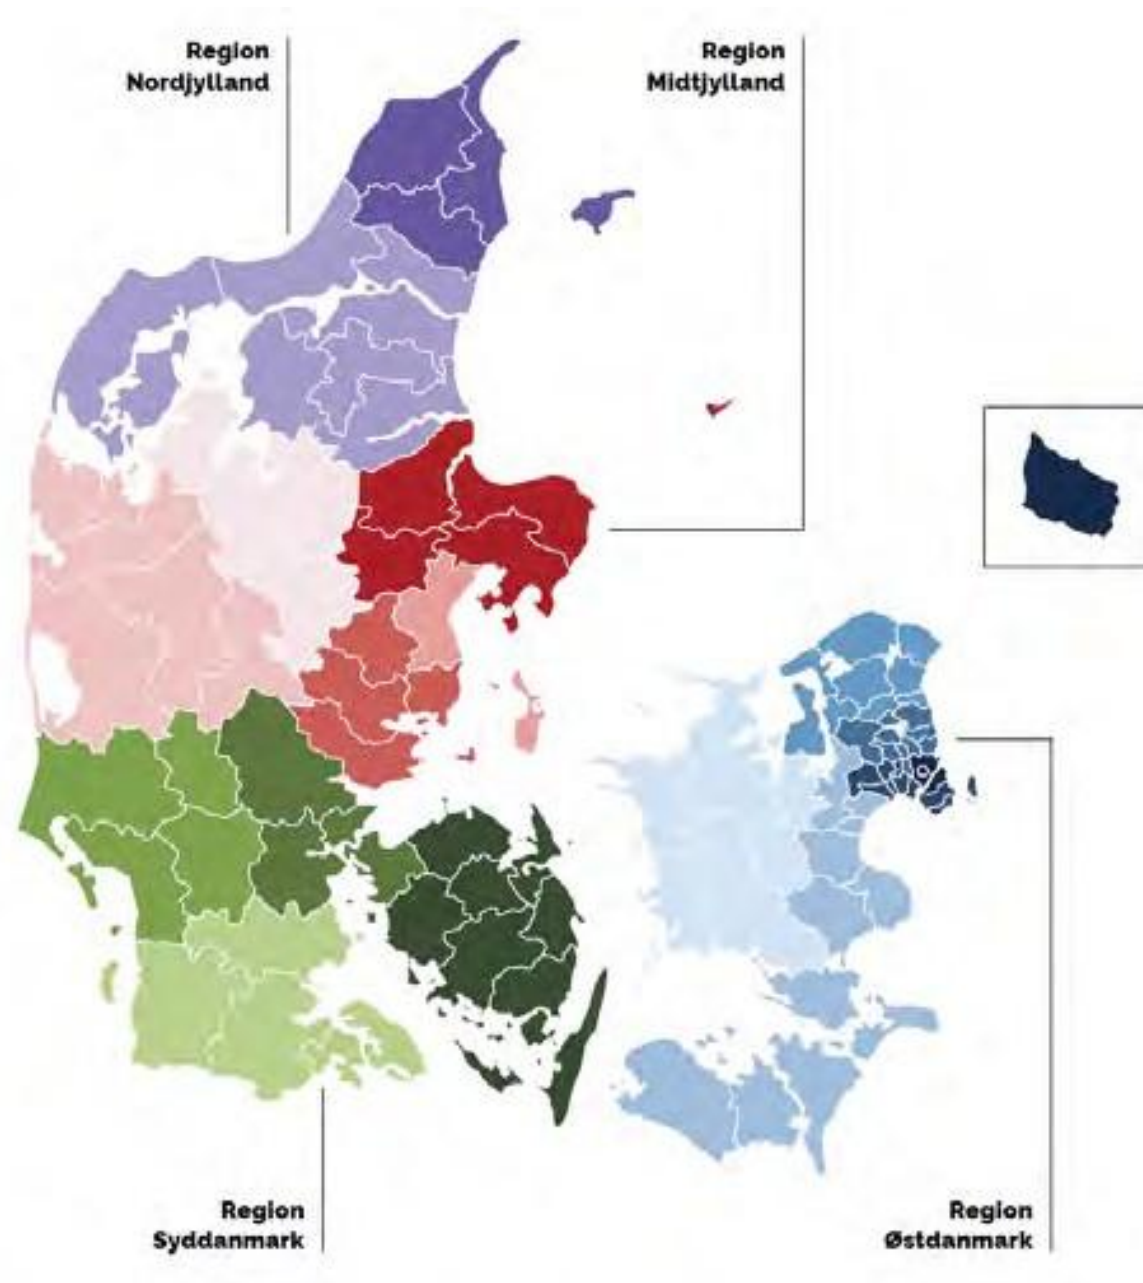 Region
Nordjylland
Region
Midtjylland
Region
Syddanmark
Region
Østdanmark